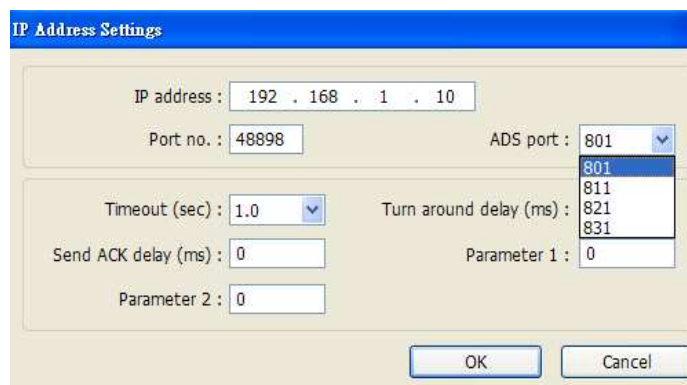 IP Address Settings
IP address : 192 . 168 . 1 . 10
Port no. : 48898 ADS port : 801
801
811
Timeout (sec) : 1.0 Turn around delay (ms) : 821
831
Send ACK delay (ms) : 0 Parameter 1 : 0
Parameter 2 : 0
OK Cancel